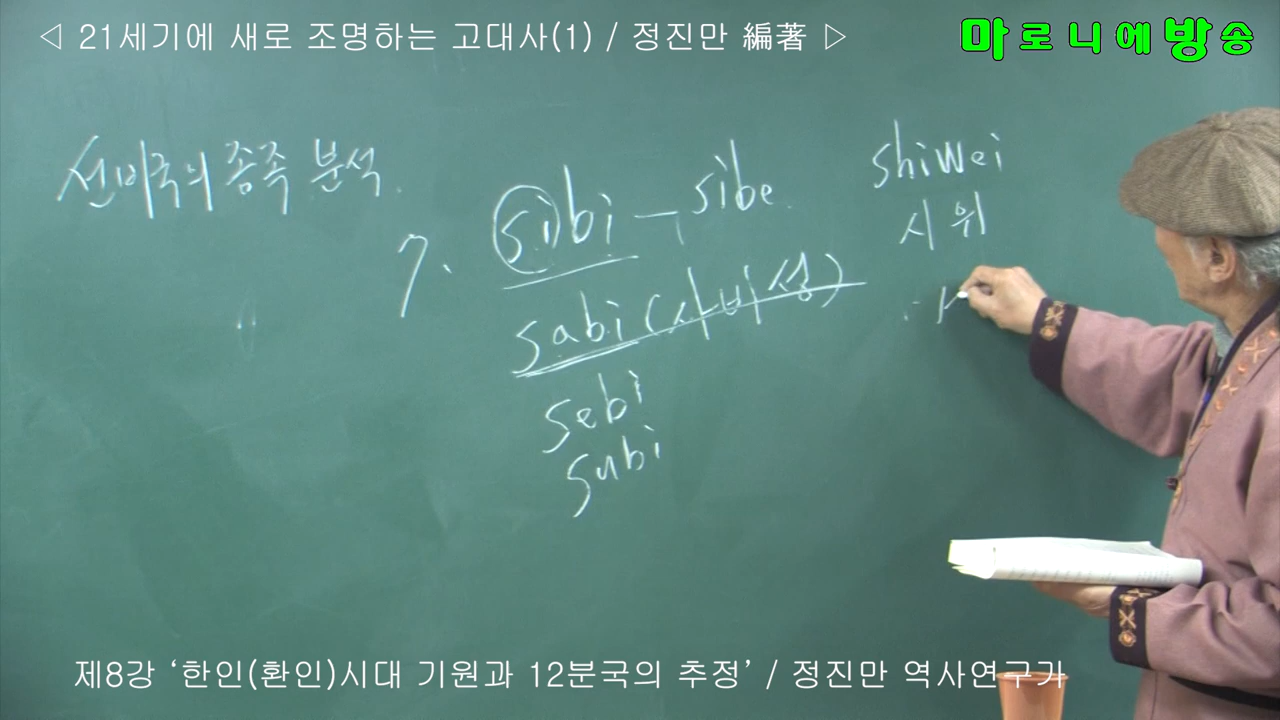 ◁ 21세기에 새로 조명하는 고대사(1) / 정진만 編著 ▷
마로니에방송
선비국의 종족 분석.
7. sibi - sibe.
sabi (사비성)
sebi
subi
shiwei
시위
제8강 ‘한인(환인)시대 기원과 12분국의 추정’ / 정진만 역사연구가